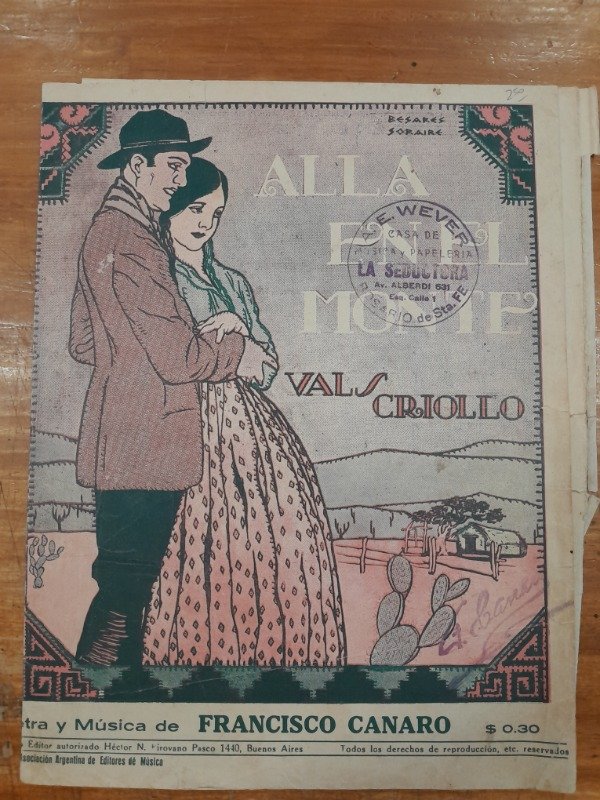 BESARES
SORAIRE
ALLA
EN EL
MONTE
E. WEVER
CASA DE
MUSICA Y PAPELERIA
LA SEDUCTORA
Av. ALBERDI 631
Esq. Calle 1
ROSARIO de Sta. FE
VALS
CRIOLLO
tra y Música de FRANCISCO CANARO $ 0.30
Editor autorizado Héctor N. Pirovano Pasco 1440, Buenos Aires Todos los derechos de reproducción, etc. reservados
sociación Argentina de Editores de Música